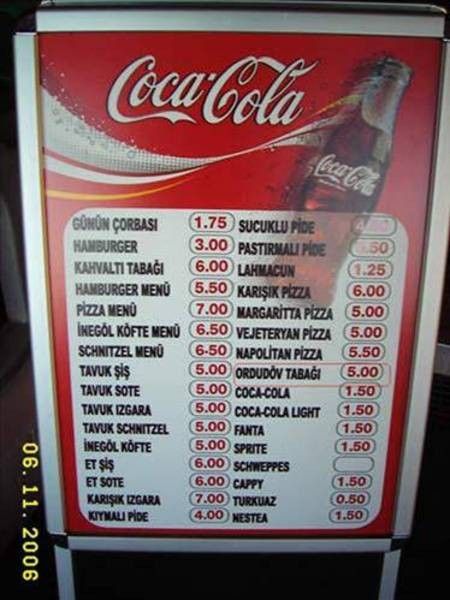 Coca-Cola
Coca-Cola
GÜNÜN ÇORBASI 1.75
HAMBURGER 3.00
KAHVALTI TABAĞI 6.00
HAMBURGER MENÜ 5.50
PİZZA MENÜ 7.00
İNEGÖL KÖFTE MENÜ 6.50
SCHNITZEL MENÜ 6-50
TAVUK ŞİŞ 5.00
TAVUK SOTE 5.00
TAVUK IZGARA 5.00
TAVUK SCHNITZEL 5.00
İNEGÖL KÖFTE 5.00
ET ŞİŞ 6.00
ET SOTE 6.00
KARIŞIK IZGARA 7.00
KIYMALI PİDE 4.00
SUCUKLU PİDE
PASTIRMALI PİDE
LAHMACUN 1.25
KARIŞIK PİZZA 6.00
MARGARİTTA PİZZA 5.00
VEJETERYAN PİZZA 5.00
NAPOLİTAN PİZZA 5.50
ORDUDÖV TABAĞI 5.00
COCA-COLA 1.50
COCA-COLA LIGHT 1.50
FANTA 1.50
SPRITE 1.50
SCHWEPPES
CAPPY 1.50
TURKUAZ 0.50
NESTEA 1.50
06.11.2006